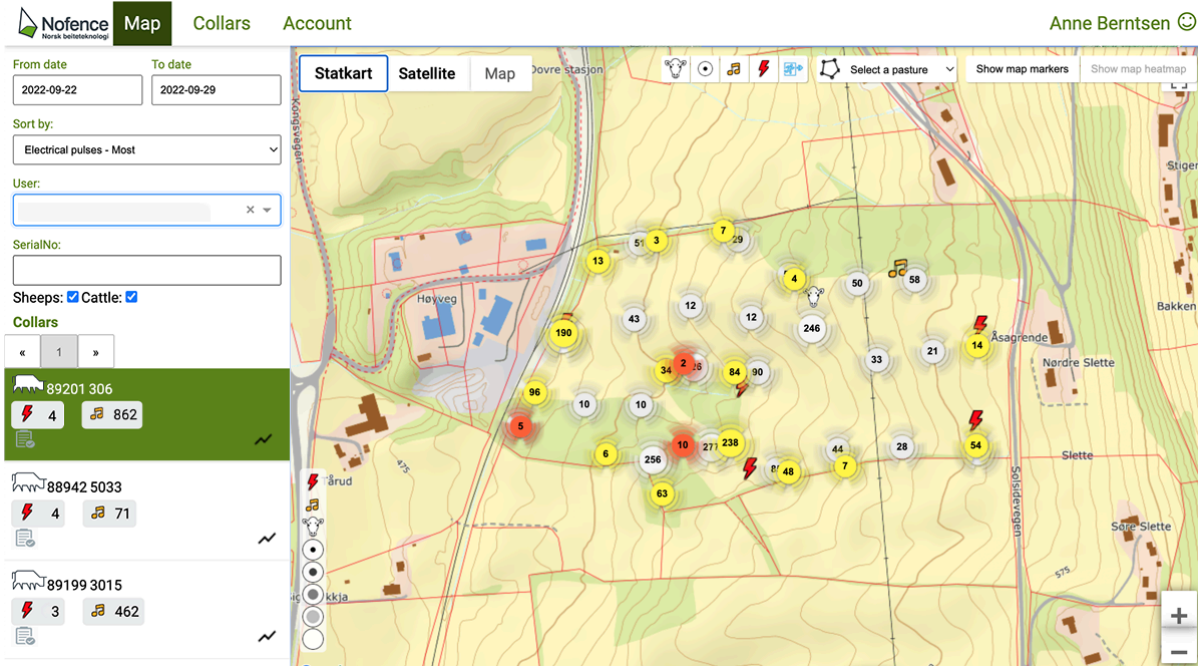 Nofence
Norsk beiteteknologi
Map
Collars
Account
Anne Berntsen
From date
To date
2022-09-22
2022-09-29
Sort by:
Electrical pulses - Most
User:
SerialNo:
Sheeps:
Cattle:
Collars
«
1
»
89201 306
4
862
88942 5033
4
71
89199 3015
3
462
Statkart
Satellite
Map
Select a pasture
Show map markers
Show map heatmap
Dovre stasjon
Kongsvegen
Stiger
51
3
7
29
13
4
50
58
Høyveg
12
43
12
246
Bakken
190
14
Åsagrende
21
33
2
34
84
90
Nørdre Slette
96
10
10
5
10
238
277
54
28
44
6
256
7
48
Slette
63
475
Solsidevegen
Søre Slette
575
+
−